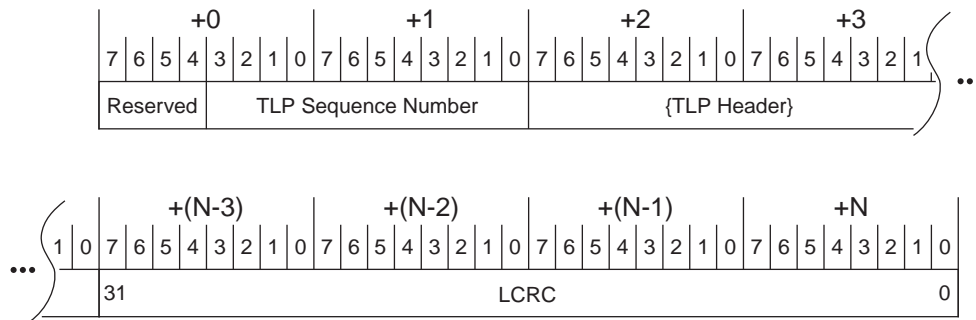 +0 +1 +2 +3
7 6 5 4 3 2 1 0 7 6 5 4 3 2 1 0 7 6 5 4 3 2 1 0 7 6 5 4 3 2 1
Reserved TLP Sequence Number {TLP Header}
+(N-3) +(N-2) +(N-1) +N
1 0 7 6 5 4 3 2 1 0 7 6 5 4 3 2 1 0 7 6 5 4 3 2 1 0 7 6 5 4 3 2 1 0
31 LCRC 0